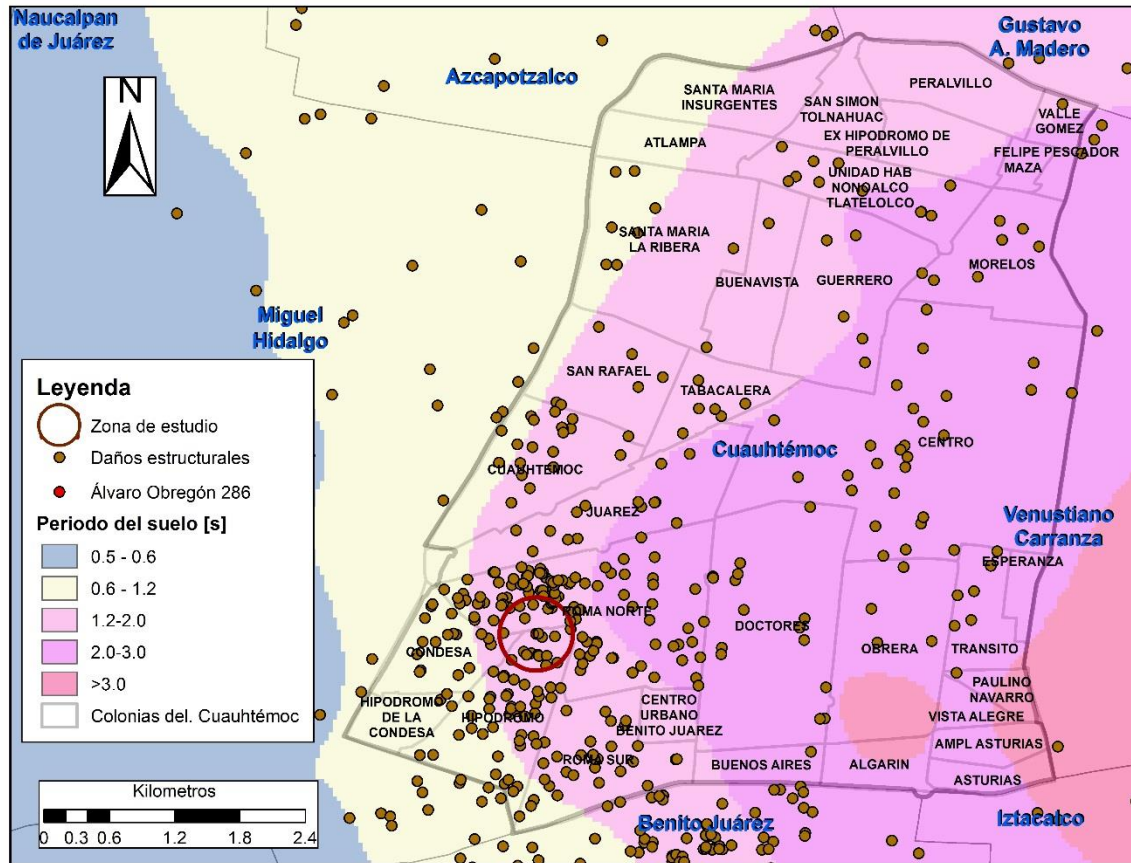 Naucalpan
de Juárez
Gustavo
A. Madero
Azcapotzalco
N
SANTA MARIA
INSURGENTES
PERALVILLO
SAN SIMON
TOLNAHUAC
VALLE
GOMEZ
ATLAMPA
EX HIPODROMO DE
PERALVILLO
FELIPE PESCADOR
MAZA
UNIDAD HAB
NONOALCO
TLATELOLCO
SANTA MARIA
LA RIBERA
MORELOS
BUENAVISTA
GUERRERO
Miguel
Hidalgo
SAN RAFAEL
TABACALERA
Leyenda
Zona de estudio
Daños estructurales
Álvaro Obregón 286
Periodo del suelo [s]
0.5 - 0.6
0.6 - 1.2
1.2-2.0
2.0-3.0
>3.0
Colonias del. Cuauhtémoc
Cuauhtémoc
CENTRO
CUAUHTEMOC
JUAREZ
Venustiano
Carranza
ESPERANZA
ROMA NORTE
DOCTORES
CONDESA
OBRERA
TRANSITO
PAULINO
NAVARRO
HIPODROMO
DE LA
CONDESA
HIPODROMO
CENTRO
URBANO
BENITO JUAREZ
VISTA ALEGRE
AMPL ASTURIAS
ROMA SUR
BUENOS AIRES
ALGARIN
ASTURIAS
Kilometros
0 0.3 0.6 1.2 1.8 2.4
Benito Juárez
Iztacalco